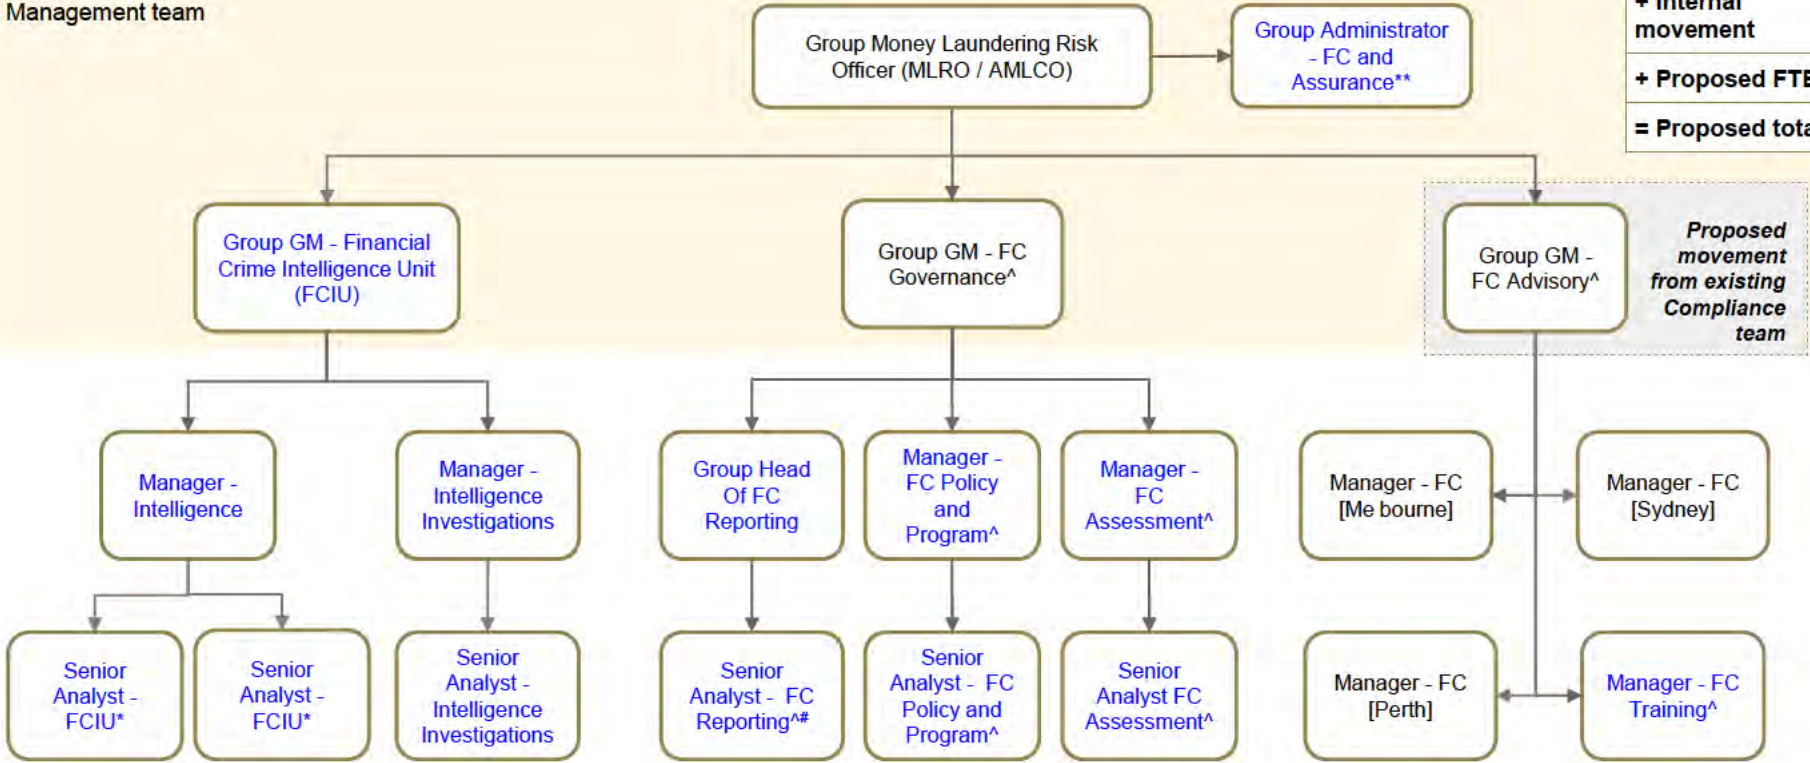 Management team
Group Money Laundering Risk
Officer (MLRO / AMLCO)
Group Administrator
- FC and
Assurance**
+ Internal
movement
+ Proposed FTE
= Proposed tota
Group GM - Financial
Crime Intelligence Unit
(FCIU)
Group GM - FC
Governance^
Group GM -
FC Advisory^
Proposed
movement
from existing
Compliance
team
Manager -
Intelligence
Manager -
Intelligence
Investigations
Group Head
Of FC
Reporting
Manager -
FC Policy
and
Program^
Manager -
FC
Assessment^
Manager - FC
[Me bourne]
Manager - FC
[Sydney]
Senior
Analyst -
FCIU*
Senior
Analyst -
FCIU*
Senior
Analyst -
Intelligence
Investigations
Senior
Analyst - FC
Reporting^#
Senior
Analyst - FC
Policy and
Program^
Senior
Analyst FC
Assessment^
Manager - FC
[Perth]
Manager - FC
Training^